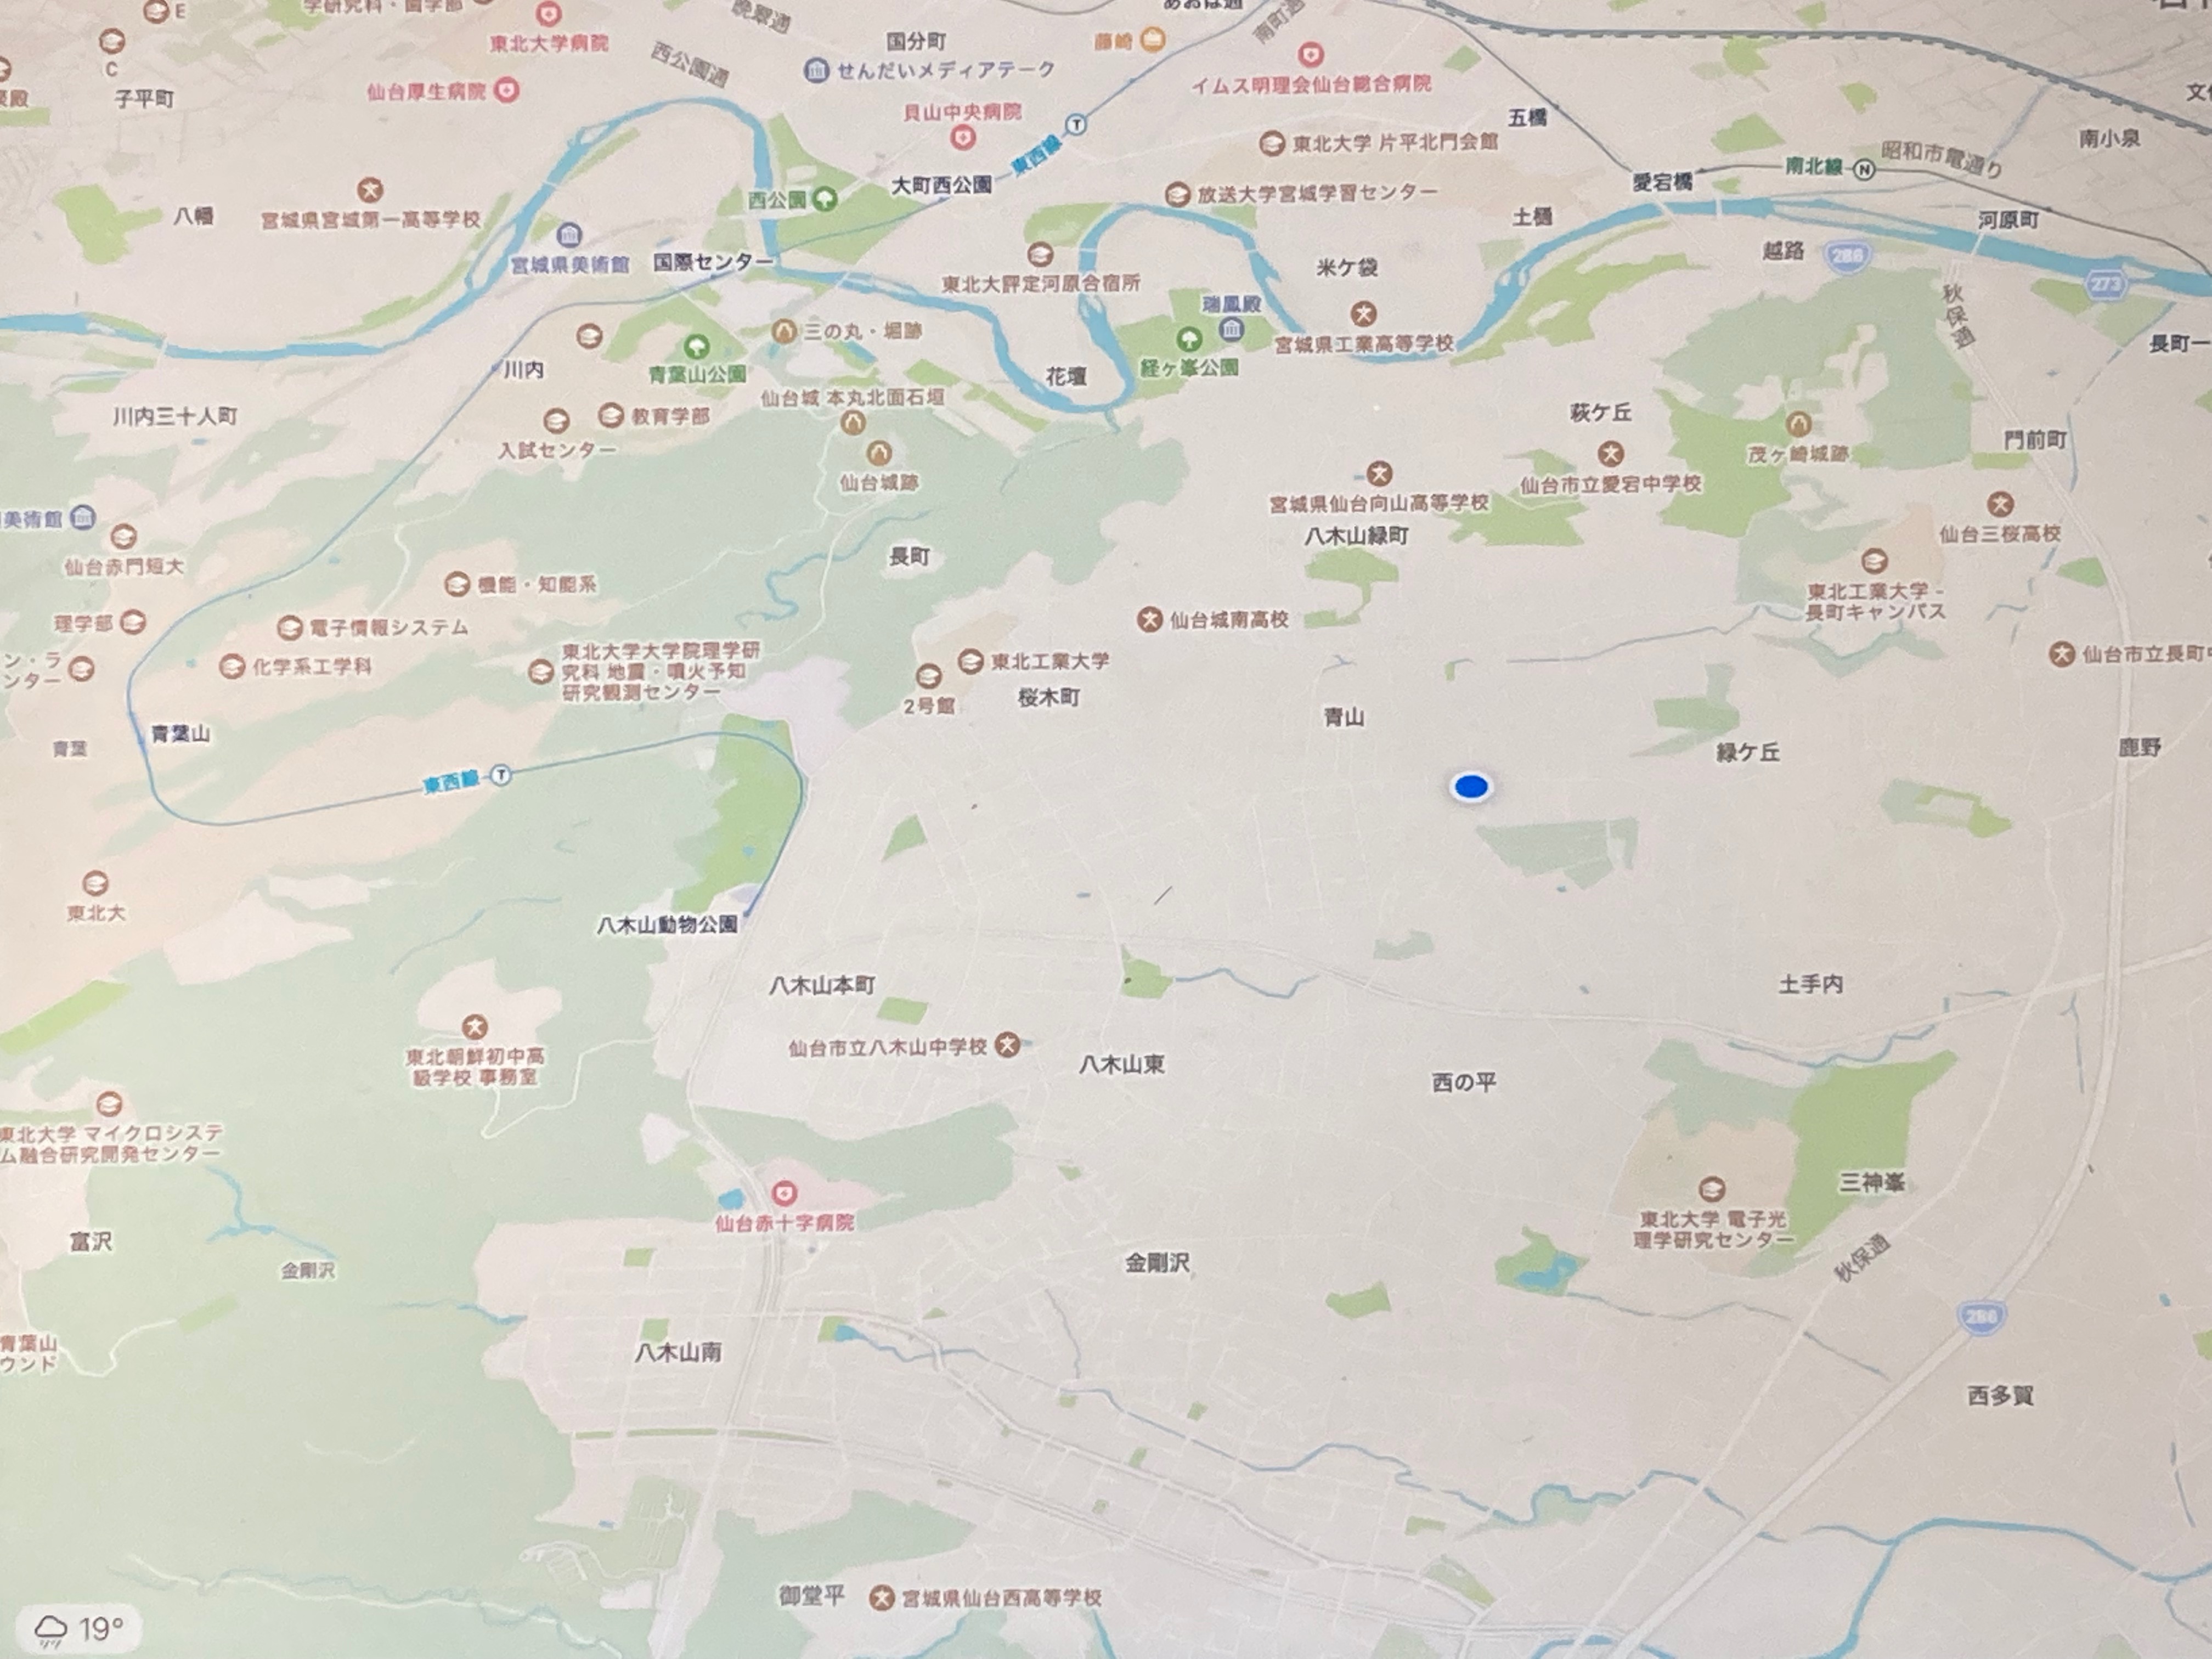 E
C
東北大学病院
晩翠通
国分町
藤崎
南町通
西公園通
せんだいメディアテーク
イムス明理会仙台総合病院
仙台厚生病院
子平町
貝山中央病院
五橋
東西線 T
東北大学 片平北門会館
南小泉
昭和市電通り
南北線 N
愛宕橋
大町西公園
放送大学宮城学習センター
西公園
八幡
宮城県宮城第一高等学校
土樋
河原町
宮城県美術館
国際センター
米ケ袋
越路
286
273
東北大評定河原合宿所
瑞鳳殿
秋保通
三の丸・堀跡
宮城県工業高等学校
川内
青葉山公園
経ケ峯公園
花壇
仙台城 本丸北面石垣
川内三十人町
教育学部
萩ケ丘
入試センター
門前町
茂ヶ崎城跡
仙台城跡
仙台市立愛宕中学校
宮城県仙台向山高等学校
美術館
仙台三桜高校
八木山緑町
長町
仙台赤門短大
機能・知能系
東北工業大学 -
長町キャンパス
理学部
電子情報システム
仙台城南高校
東北大学大学院理学研
究科 地震・噴火予知
研究観測センター
化学系工学科
東北工業大学
2号館
桜木町
青山
青葉山
青葉
緑ケ丘
鹿野
東西線 T
東北大
八木山動物公園
八木山本町
土手内
仙台市立八木山中学校
東北朝鮮初中高
級学校 事務室
八木山東
西の平
東北大学 マイクロシステ
ム融合研究開発センター
三神峯
仙台赤十字病院
東北大学 電子光
理学研究センター
富沢
金剛沢
金剛沢
秋保通
286
青葉山
八木山南
西多賀
御堂平
宮城県仙台西高等学校
19°